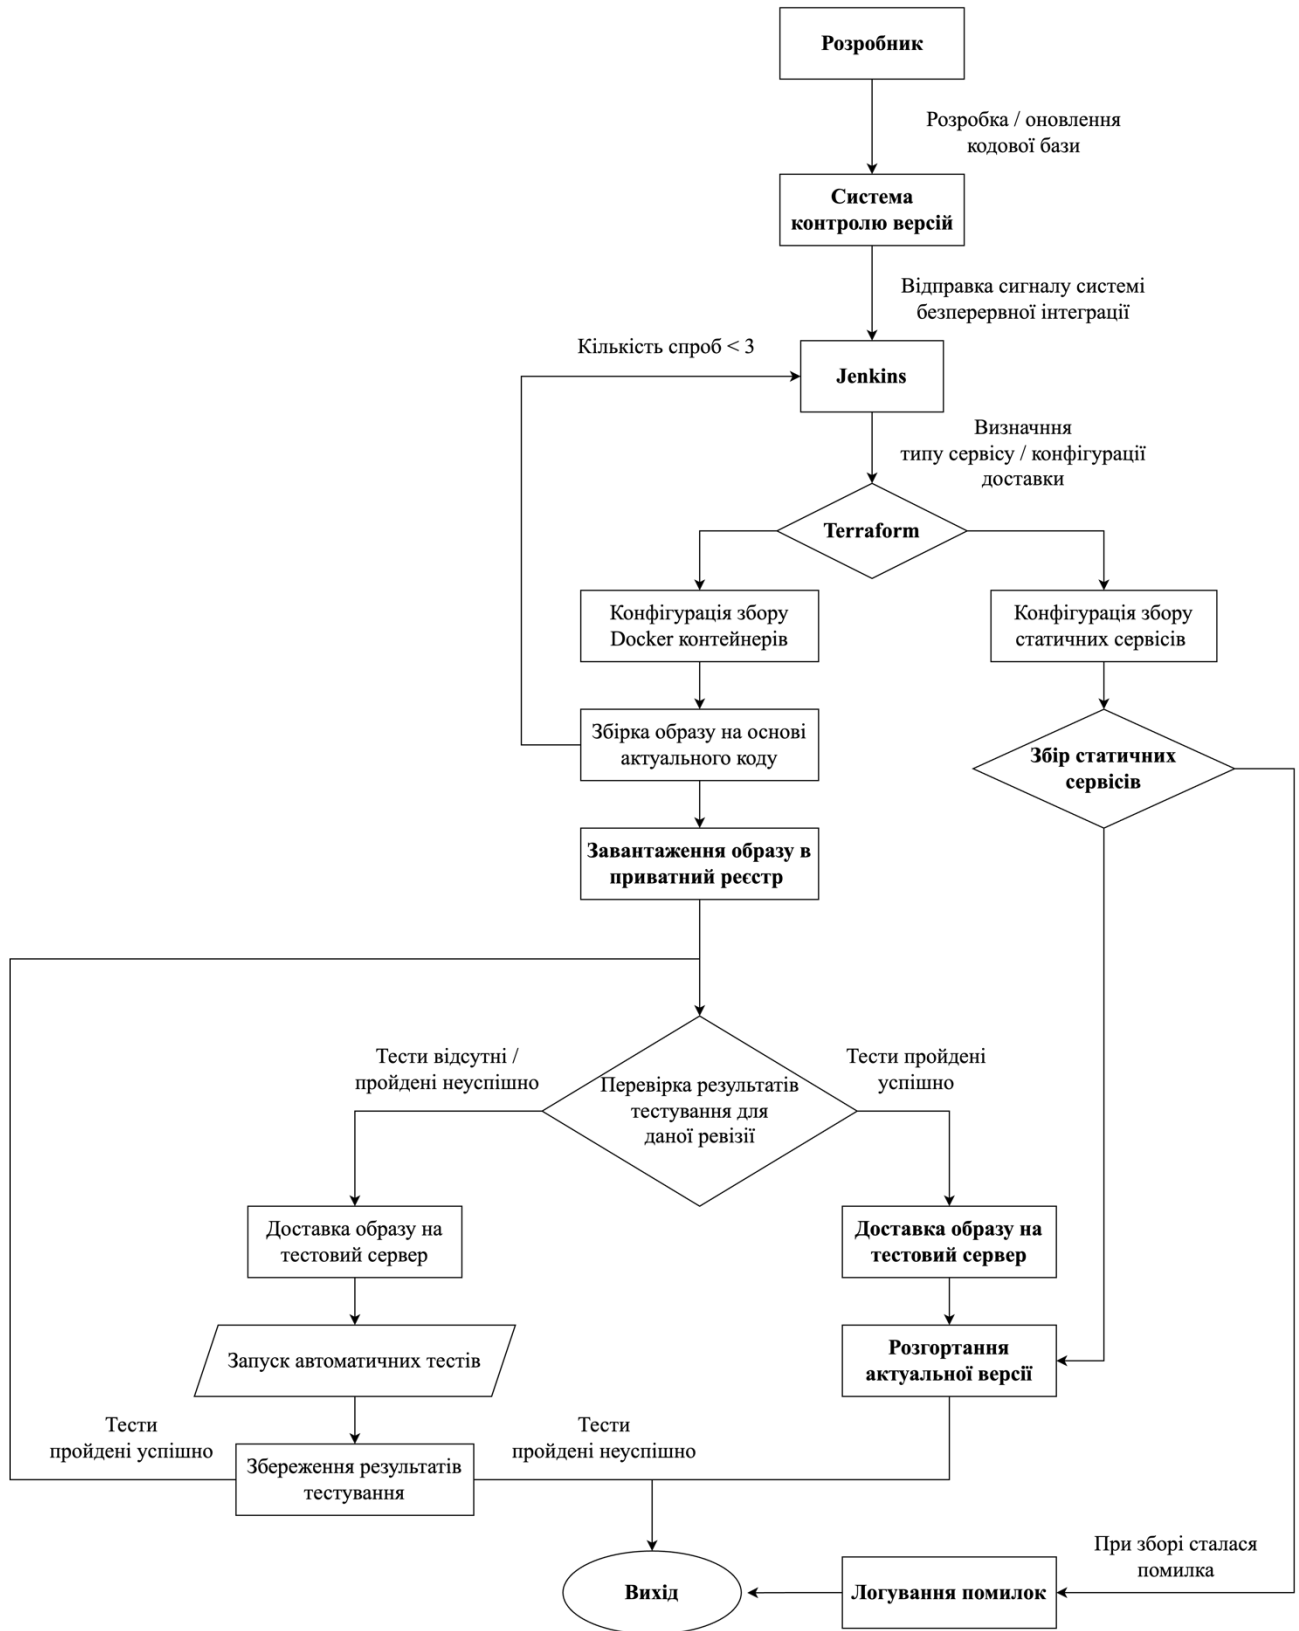 Розробник
Розробка / оновлення
кодової бази
Система
контролю версій
Відправка сигналу системі
безперервної інтеграції
Кількість спроб < 3
Jenkins
Визначння
типу сервісу / конфігурації
доставки
Terraform
Конфігурація збору
Docker контейнерів
Конфігурація збору
статичних сервісів
Збірка образу на основі
актуального коду
Збір статичних
сервісів
Завантаження образу в
приватний реєстр
Тести відсутні /
пройдені неуспішно
Перевірка результатів
тестування для
даної ревізії
Тести пройдені
успішно
Доставка образу на
тестовий сервер
Доставка образу на
тестовий сервер
Запуск автоматичних тестів
Розгортання
актуальної версії
Тести
пройдені успішно
Збереження результатів
тестування
Тести
пройдені неуспішно
При зборі сталася
помилка
Вихід
Логування помилок